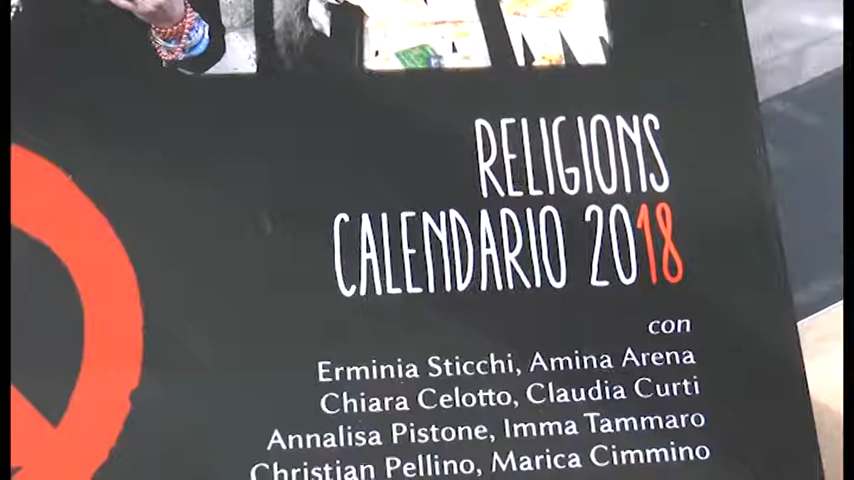 RELIGIONS
CALENDARIO 2018
con
Erminia Sticchi, Amina Arena
Chiara Celotto, Claudia Curti
Annalisa Pistone, Imma Tammaro
Christian Pellino, Marica Cimmino